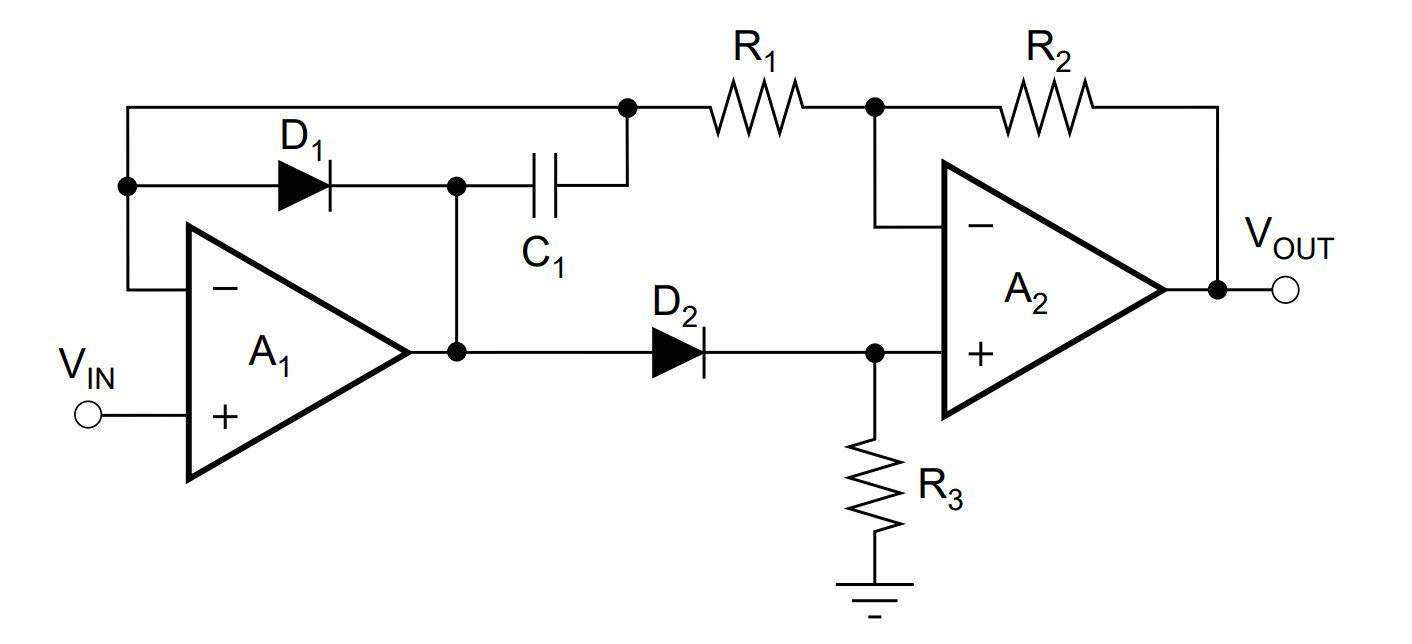 R1
R2
D1
C1
VOUT
D2
A2
A1
VIN
R3
−
+
−
+